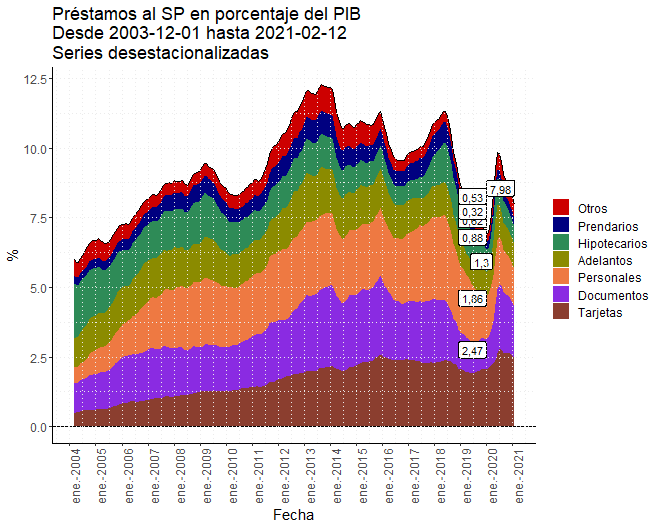 Préstamos al SP en porcentaje del PIB
Desde 2003-12-01 hasta 2021-02-12
Series desestacionalizadas
12.5
10.0
7.5
5.0
2.5
0.0
%
7,98
0,53
0,32
0,62
0,88
1,3
1,86
2,47
Otros
Prendarios
Hipotecarios
Adelantos
Personales
Documentos
Tarjetas
ene.-2004
ene.-2005
ene.-2006
ene.-2007
ene.-2008
ene.-2009
ene.-2010
ene.-2011
ene.-2012
ene.-2013
ene.-2014
ene.-2015
ene.-2016
ene.-2017
ene.-2018
ene.-2019
ene.-2020
ene.-2021
Fecha